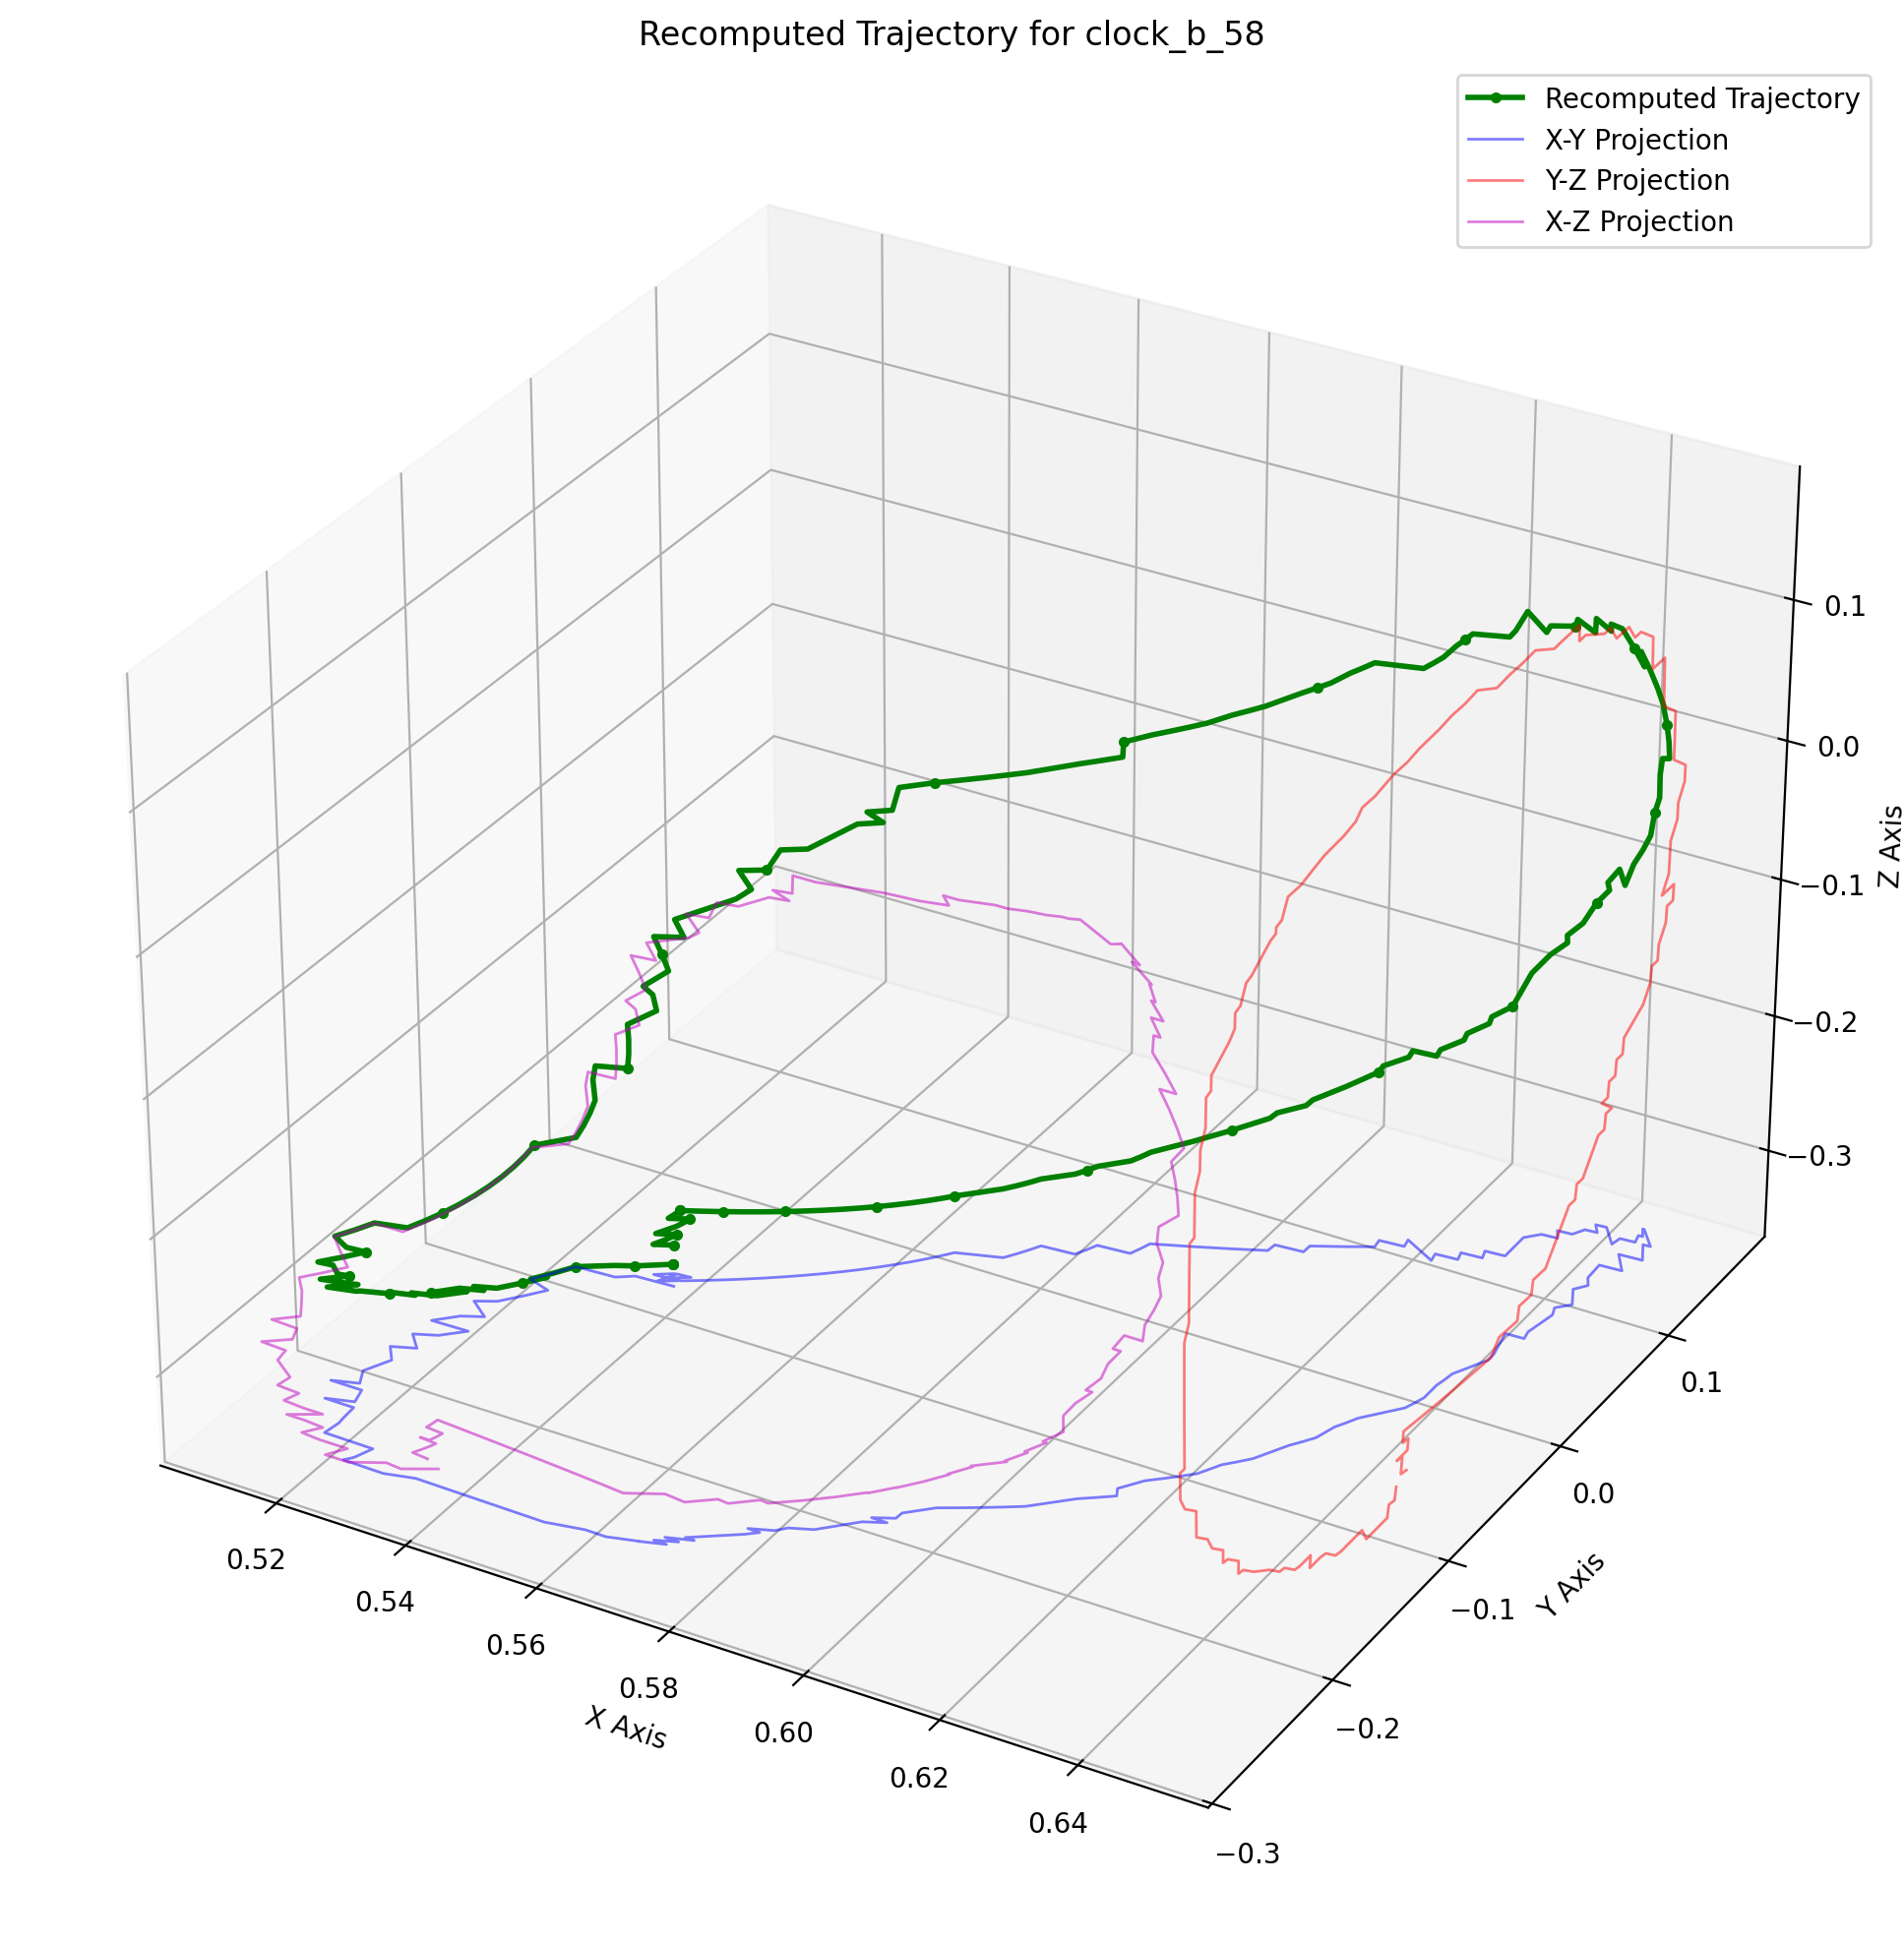 Recomputed Trajectory for clock_b_58
Recomputed Trajectory
X-Y Projection
Y-Z Projection
X-Z Projection
0.1
0.0
−0.1
−0.2
−0.3
Z Axis
0.1
0.0
−0.1
−0.2
−0.3
Y Axis
0.52
0.54
0.56
0.58
0.60
0.62
0.64
X Axis